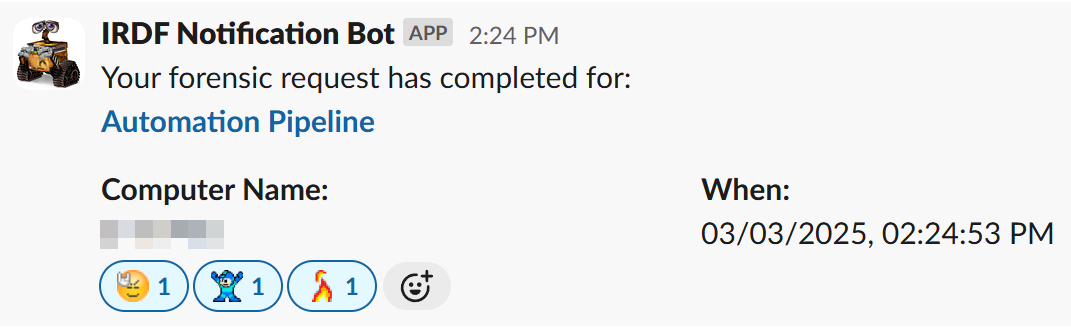 IRDF Notification Bot APP 2:24 PM
Your forensic request has completed for:
Automation Pipeline
Computer Name: When:
03/03/2025, 02:24:53 PM
1 1 1